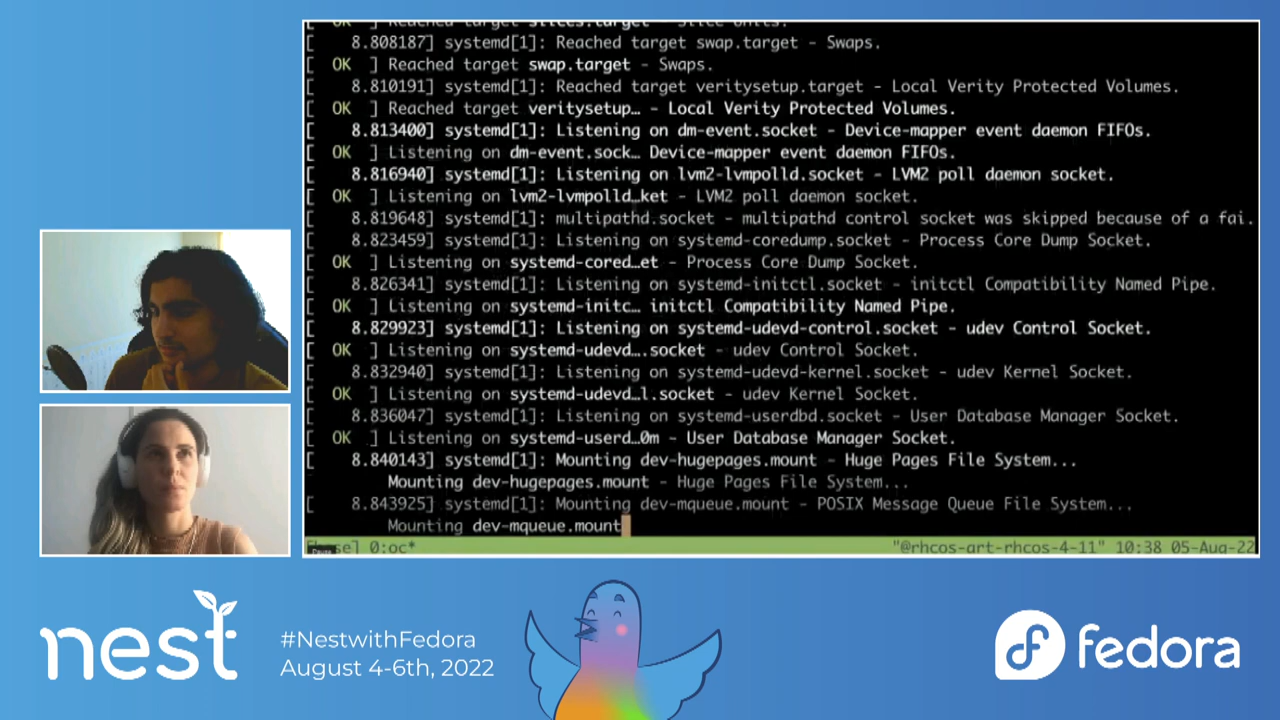 [ OK ] Reached target slices.target - Slice Units.
[ 8.808187] systemd[1]: Reached target swap.target - Swaps.
[ OK ] Reached target swap.target - Swaps.
[ 8.810191] systemd[1]: Reached target veritysetup.target - Local Verity Protected Volumes.
[ OK ] Reached target veritysetup… - Local Verity Protected Volumes.
[ 8.813400] systemd[1]: Listening on dm-event.socket - Device-mapper event daemon FIFOs.
[ OK ] Listening on dm-event.sock… Device-mapper event daemon FIFOs.
[ 8.816940] systemd[1]: Listening on lvm2-lvmpolld.socket - LVM2 poll daemon socket.
[ OK ] Listening on lvm2-lvmpolld…ket - LVM2 poll daemon socket.
[ 8.819648] systemd[1]: multipathd.socket - multipathd control socket was skipped because of a fai.
[ 8.823459] systemd[1]: Listening on systemd-coredump.socket - Process Core Dump Socket.
[ OK ] Listening on systemd-cored…et - Process Core Dump Socket.
[ 8.826341] systemd[1]: Listening on systemd-initctl.socket - initctl Compatibility Named Pipe.
[ OK ] Listening on systemd-initc… initctl Compatibility Named Pipe.
[ 8.829923] systemd[1]: Listening on systemd-udevd-control.socket - udev Control Socket.
[ OK ] Listening on systemd-udevd….socket - udev Control Socket.
[ 8.832940] systemd[1]: Listening on systemd-udevd-kernel.socket - udev Kernel Socket.
[ OK ] Listening on systemd-udevd…l.socket - udev Kernel Socket.
[ 8.836047] systemd[1]: Listening on systemd-userdbd.socket - User Database Manager Socket.
[ OK ] Listening on systemd-userd…0m - User Database Manager Socket.
[ 8.840143] systemd[1]: Mounting dev-hugepages.mount - Huge Pages File System...
Mounting dev-hugepages.mount - Huge Pages File System...
[ 8.843925] systemd[1]: Mounting dev-mqueue.mount - POSIX Message Queue File System...
Mounting dev-mqueue.mount
0:oc* "@rhcos-art-rhcos-4-11" 10:38 05-Aug-22
Pause
nest
#NestwithFedora
August 4-6th, 2022
fedora